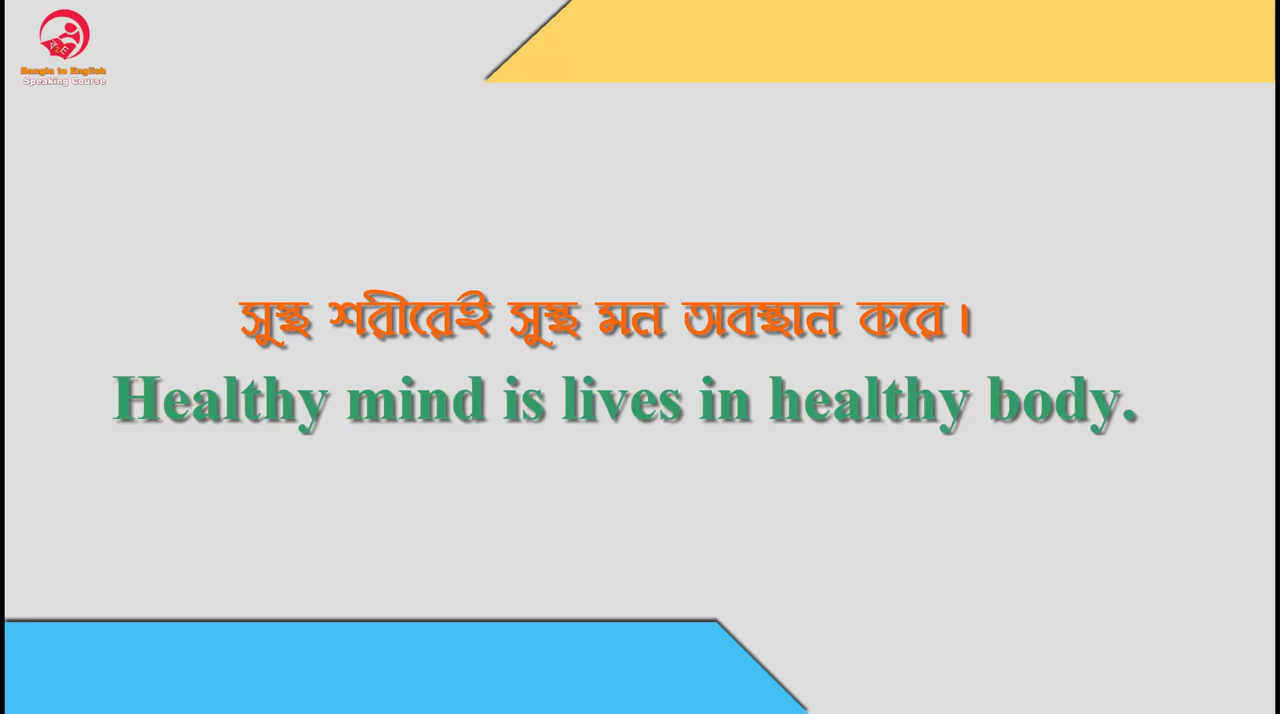 Bangla to English
Speaking Course
সুস্থ শরীরেই সুস্থ মন অবস্থান করে।
Healthy mind is lives in healthy body.